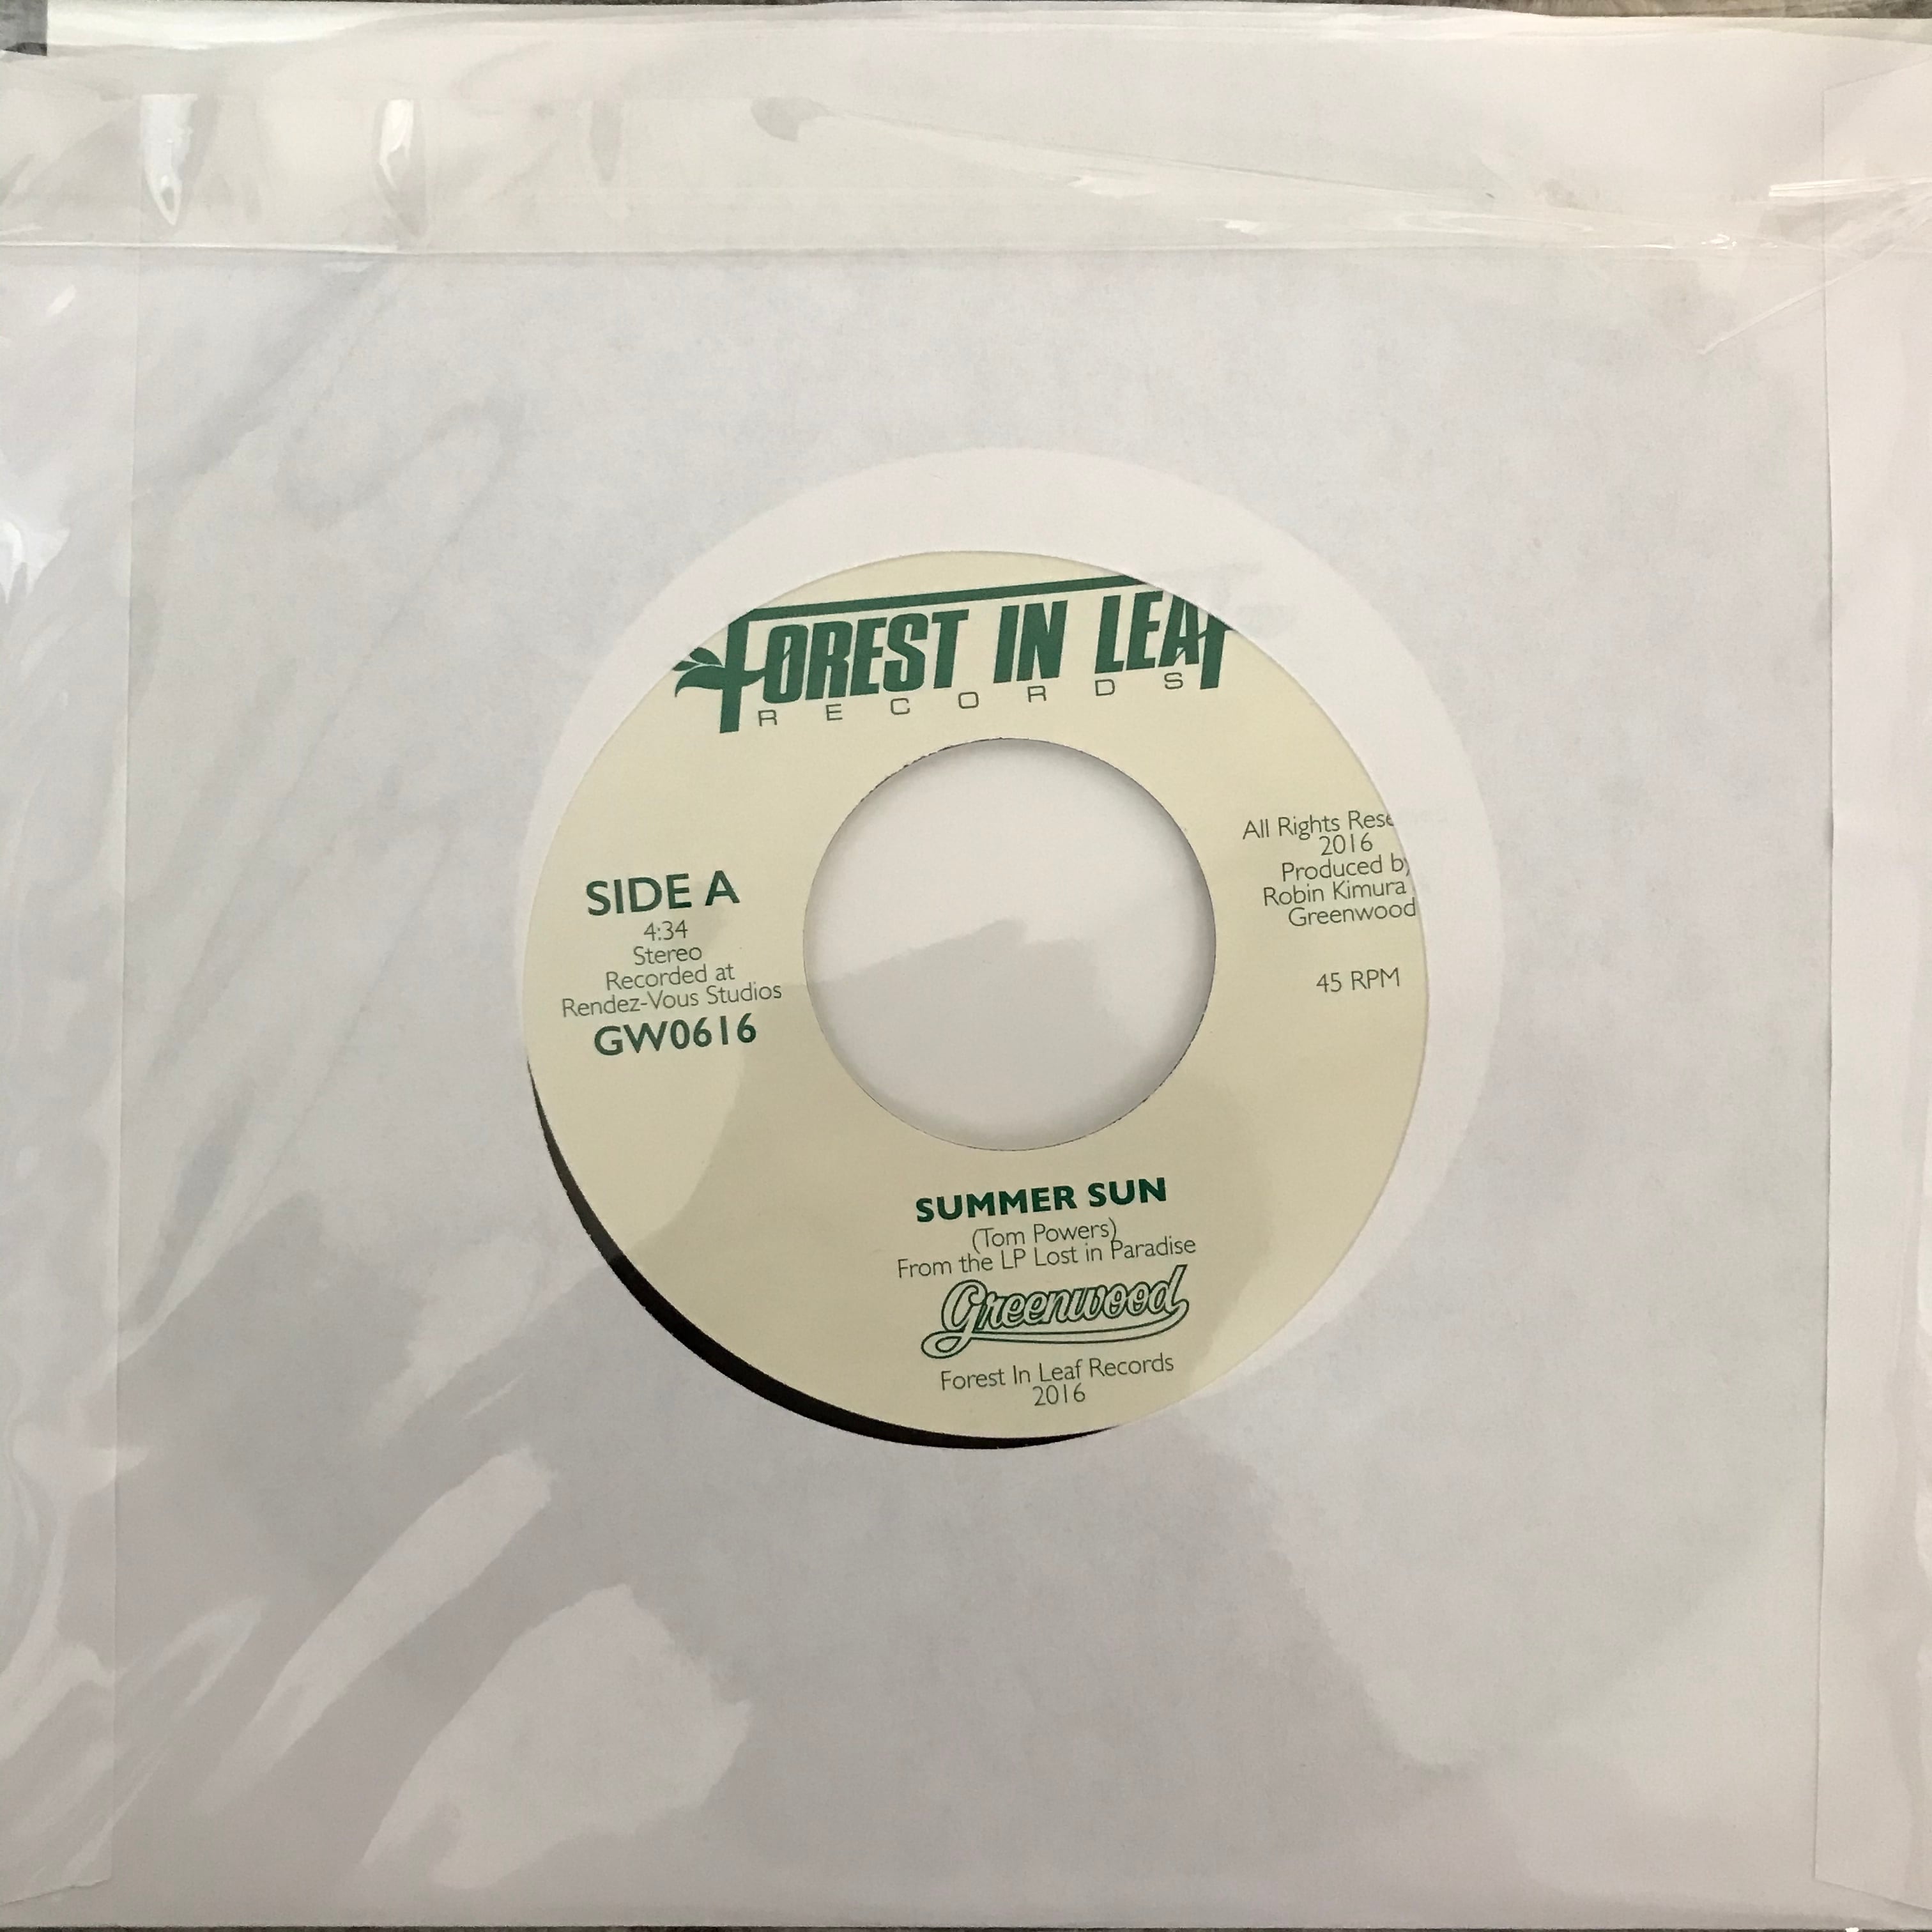 FOREST IN LEAF
RECORDS
SIDE A
4:34
Stereo
Recorded at
Rendez-Vous Studios
GW0616
All Rights
2016
Produced by
Robin Kimura
Greenwood
45 RPM
SUMMER SUN
(Tom Powers)
From the LP Lost in Paradise
Greenwood
Forest In Leaf Records
2016